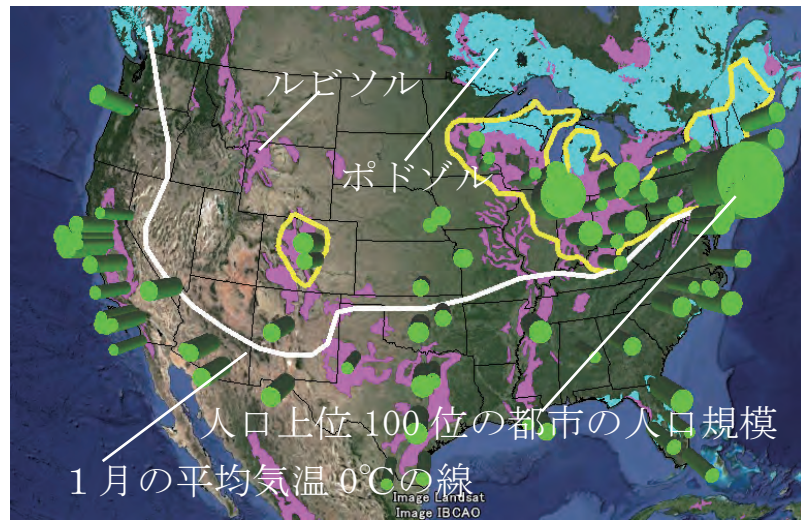 ルビソル
ポドゾル
人口上位 100 位の都市の人口規模
１月の平均気温 0℃の線
Image Landsat
Image IBCAO